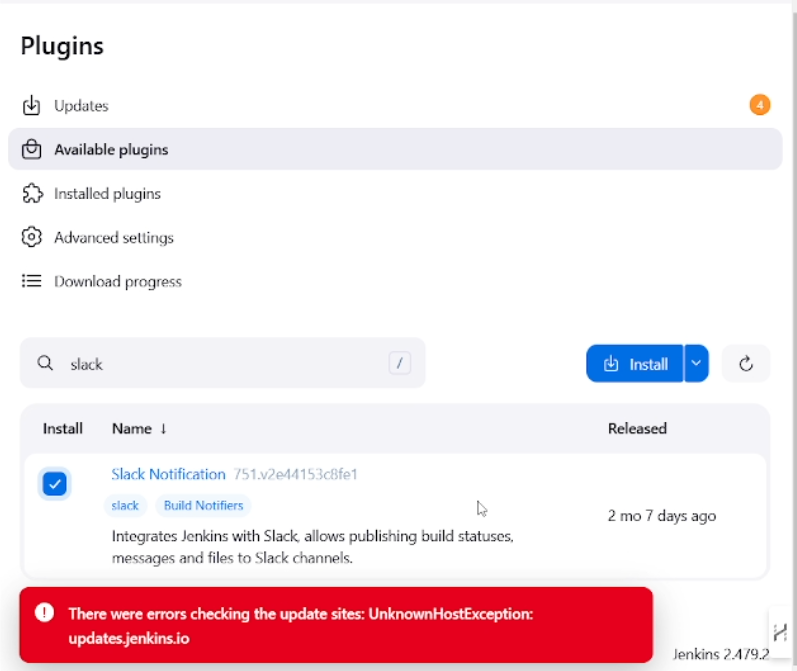 Plugins
Updates
4
Available plugins
Installed plugins
Advanced settings
Download progress
slack
/
Install
Install Name ↓ Released
Slack Notification 751.v2e44153c8fe1
slack Build Notifiers
2 mo 7 days ago
Integrates Jenkins with Slack, allows publishing build statuses,
messages and files to Slack channels.
There were errors checking the update sites: UnknownHostException:
updates.jenkins.io
Jenkins 2.479.2